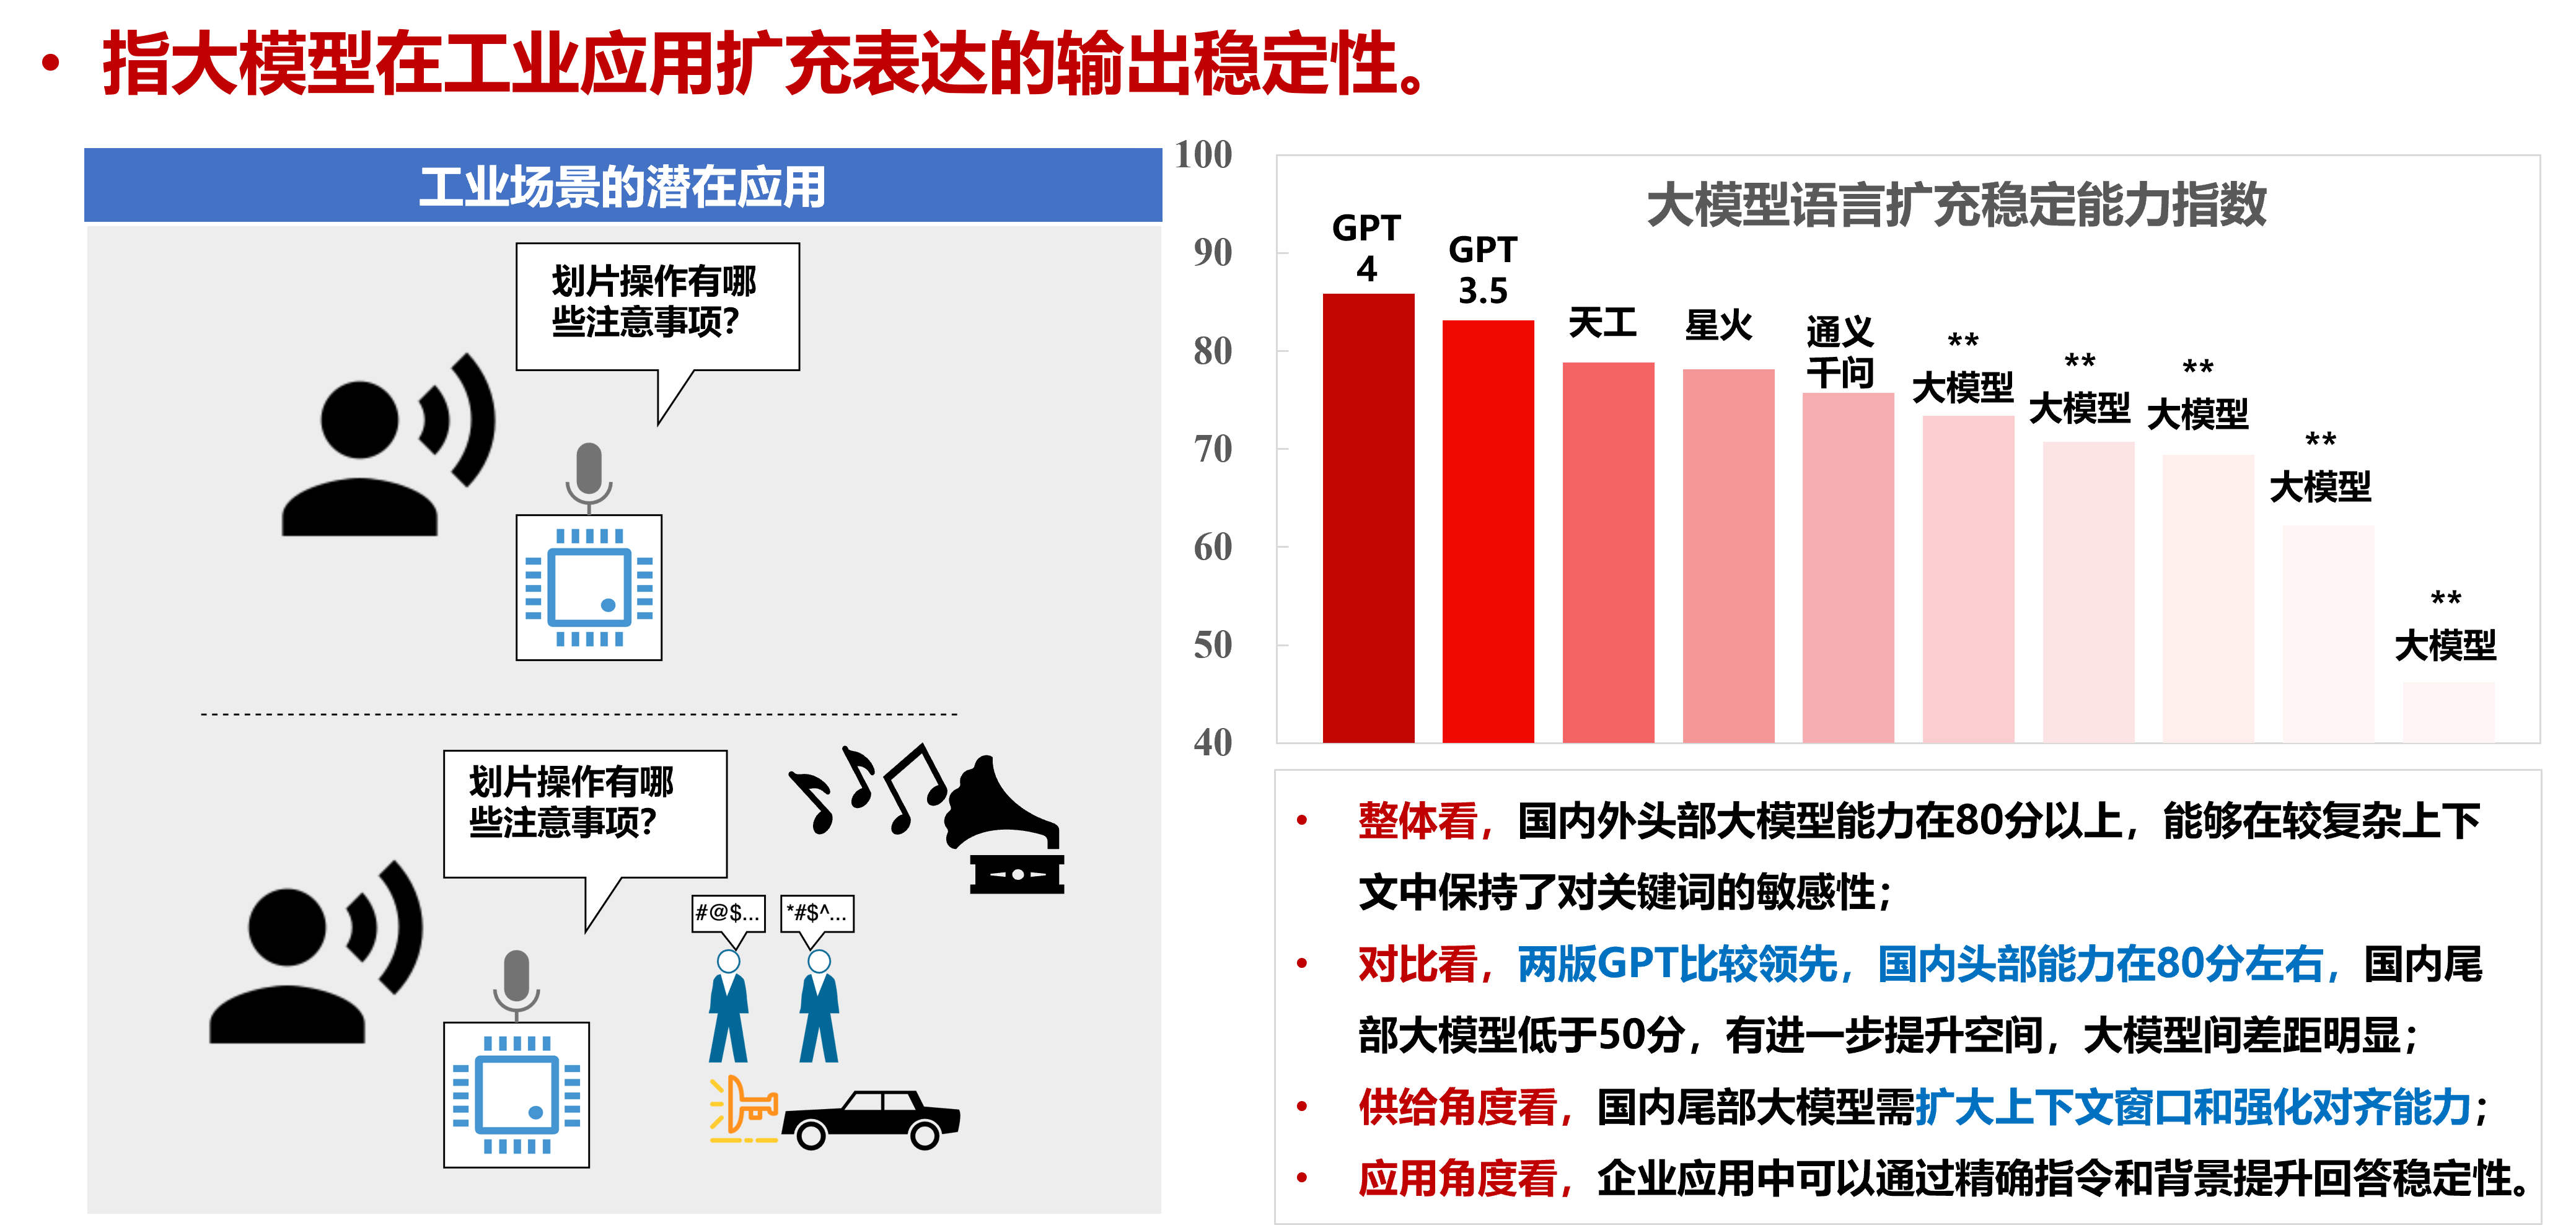 • 指大模型在工业应用扩充表达的输出稳定性。
工业场景的潜在应用
划片操作有哪
些注意事项?
划片操作有哪
些注意事项?
#@$...
*#$^...
大模型语言扩充稳定能力指数
100
90
80
70
60
50
40
GPT
4
GPT
3.5
天工
星火
通义
千问
**
大模型
**
大模型
**
大模型
**
大模型
**
大模型
• 整体看，国内外头部大模型能力在80分以上，能够在较复杂上下
文中保持了对关键词的敏感性；
• 对比看，两版GPT比较领先，国内头部能力在80分左右，国内尾
部大模型低于50分，有进一步提升空间，大模型间差距明显；
• 供给角度看，国内尾部大模型需扩大上下文窗口和强化对齐能力；
• 应用角度看，企业应用中可以通过精确指令和背景提升回答稳定性。